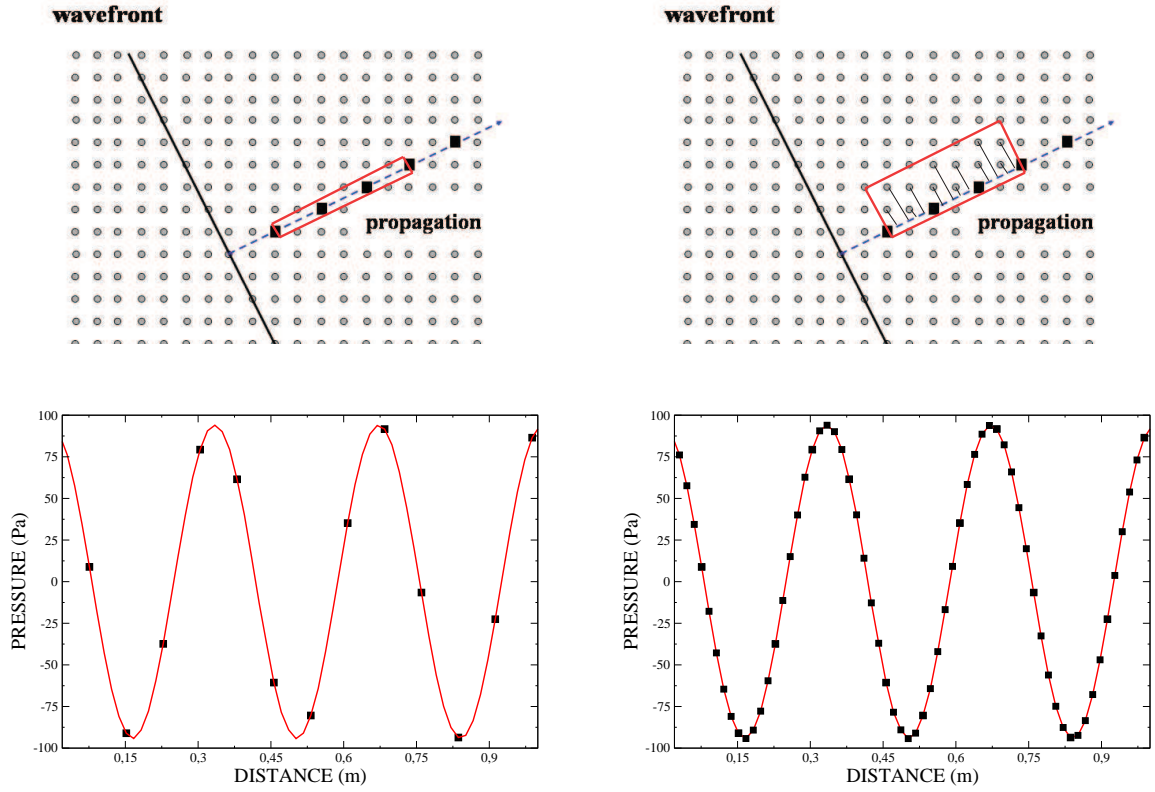 wavefront
propagation
wavefront
propagation
100
75
50
25
0
-25
-50
-75
-100
PRESSURE (Pa)
0,15 0,3 0,45 0,6 0,75 0,9
DISTANCE (m)
100
75
50
25
0
-25
-50
-75
-100
PRESSURE (Pa)
0,15 0,3 0,45 0,6 0,75 0,9
DISTANCE (m)